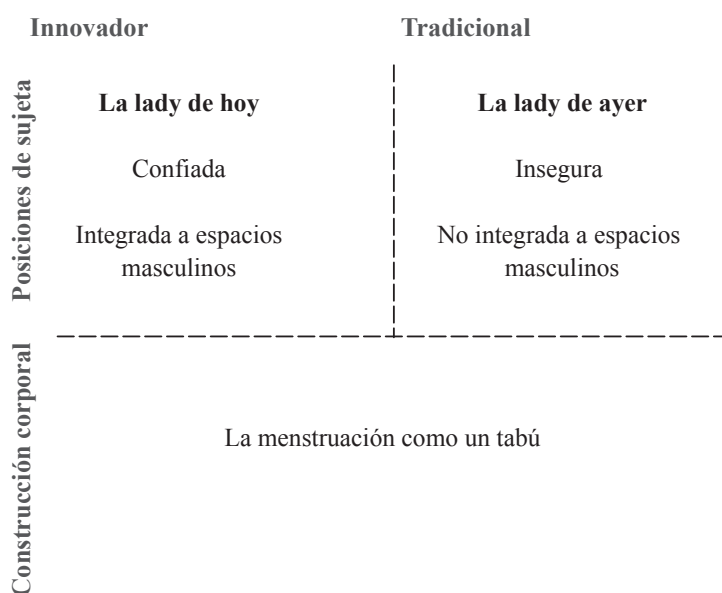 Innovador
Tradicional
Posiciones de sujeta
La lady de hoy
Confiada
Integrada a espacios
masculinos
La lady de ayer
Insegura
No integrada a espacios
masculinos
Construcción corporal
La menstruación como un tabú